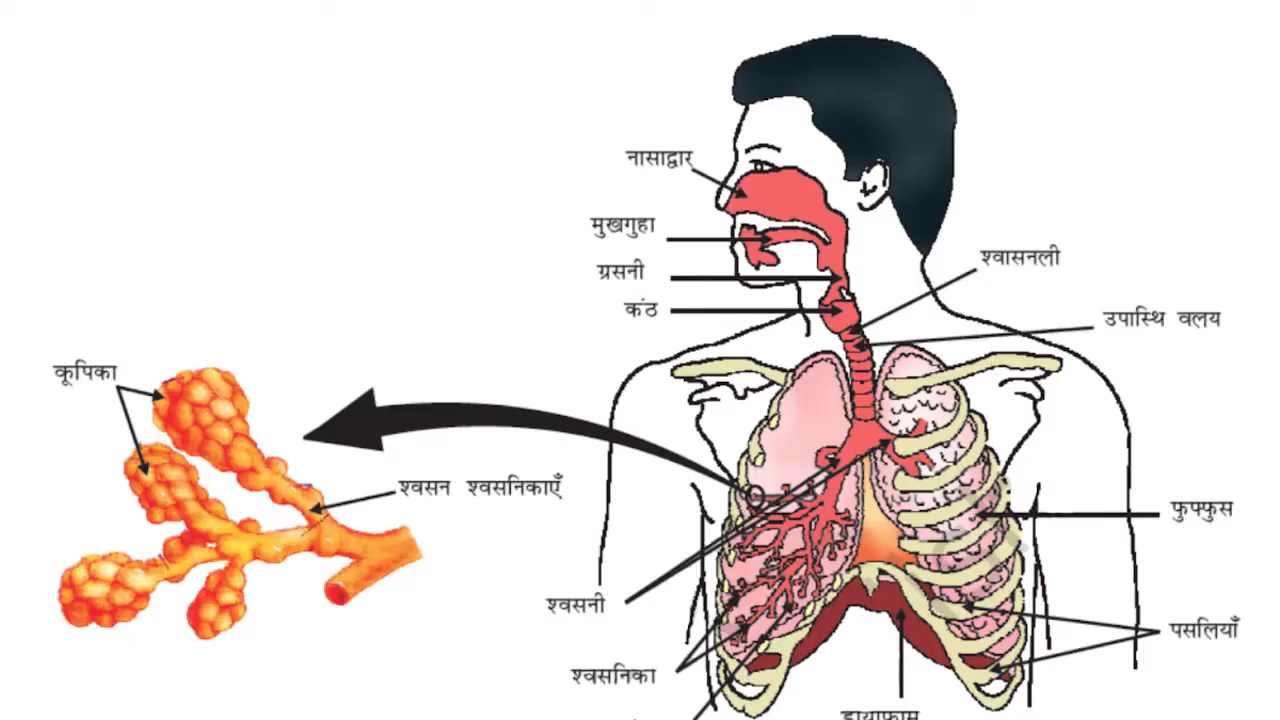 नासाद्वार
मुखगुहा
ग्रसनी
कंठ
श्वासनली
उपास्थि वलय
कूपिका
श्वसन श्वसनिकाएँ
फुफ्फुस
श्वसनी
पसलियाँ
श्वसनिका
डायाफ्राम